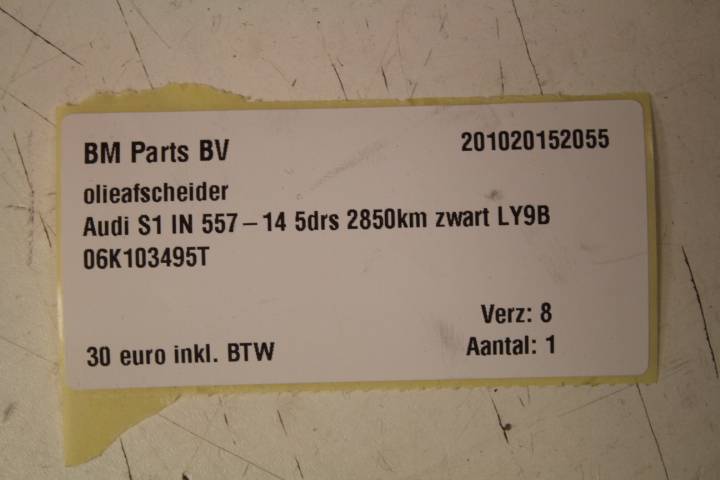 BM Parts BV 201020152055
olieafscheider
Audi S1 IN 557–14 5drs 2850km zwart LY9B
06K103495T
Verz: 8
30 euro inkl. BTW Aantal: 1